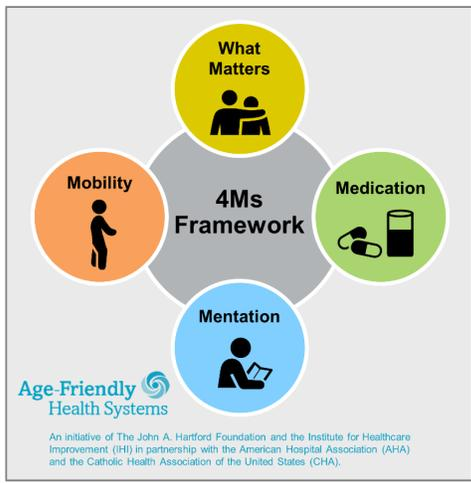 What
Matters
Mobility
4Ms
Framework
Medication
Mentation
Age-Friendly
Health Systems
An initiative of The John A. Hartford Foundation and the Institute for Healthcare
Improvement (IHI) in partnership with the American Hospital Association (AHA)
and the Catholic Health Association of the United States (CHA).